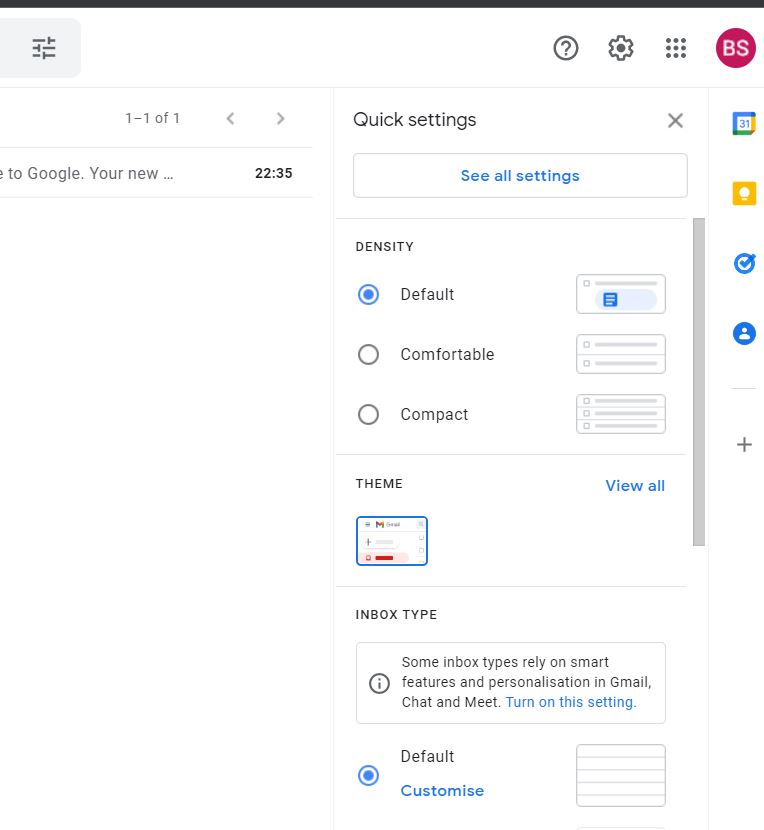 BS
1–1 of 1
Quick settings
31
See all settings
e to Google. Your new ... 22:35
DENSITY
Default
Comfortable
Compact
THEME
View all
Gmail
INBOX TYPE
Some inbox types rely on smart
features and personalisation in Gmail,
Chat and Meet. Turn on this setting.
Default
Customise